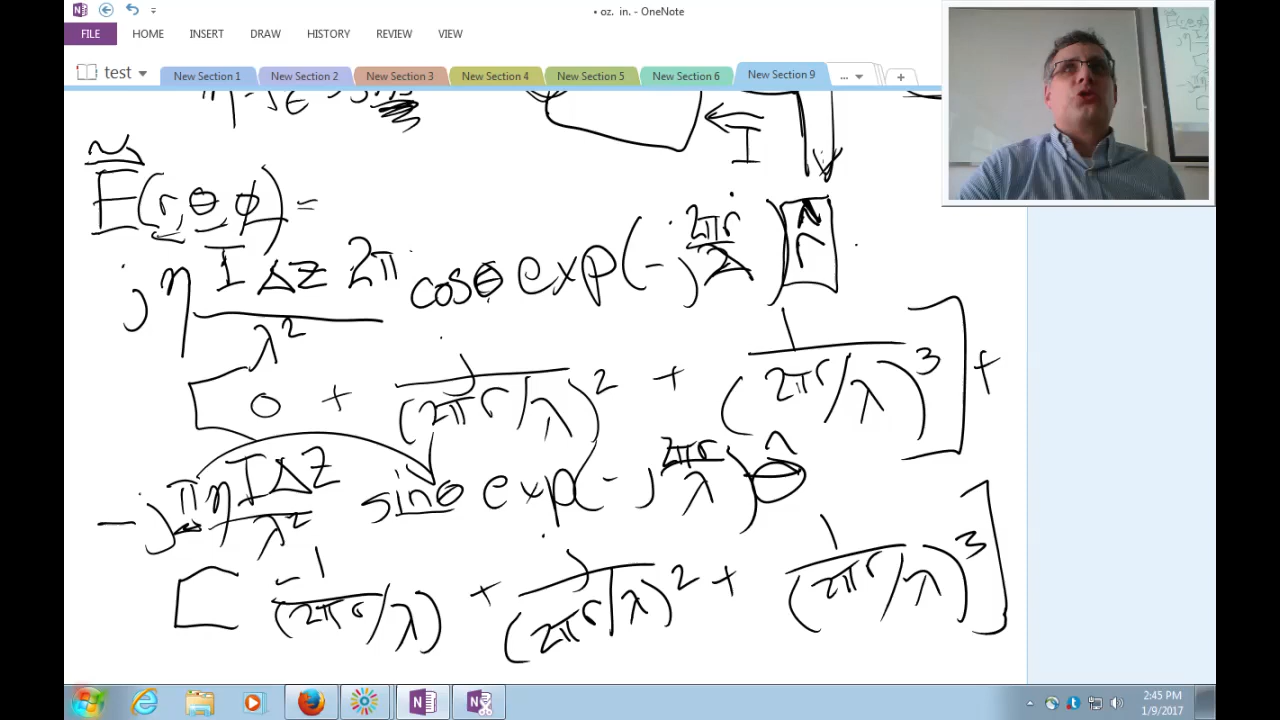 • oz. in. - OneNote
FILE HOME INSERT DRAW HISTORY REVIEW VIEW
test New Section 1 New Section 2 New Section 3 New Section 4 New Section 5 New Section 6 New Section 9 ... +
I
Ẽ(r, θ, φ) =
jη IΔz 2π / λ² cosθ exp(-j 2πr/λ) r̂
[ 0 + j/(2πr/λ)² + 1/(2πr/λ)³ ] +
-jπη IΔz / λ² sinθ exp(-j 2πr/λ) θ̂
[ -1/(2πr/λ) + j/(2πr/λ)² + 1/(2πr/λ)³ ]
2:45 PM
1/9/2017